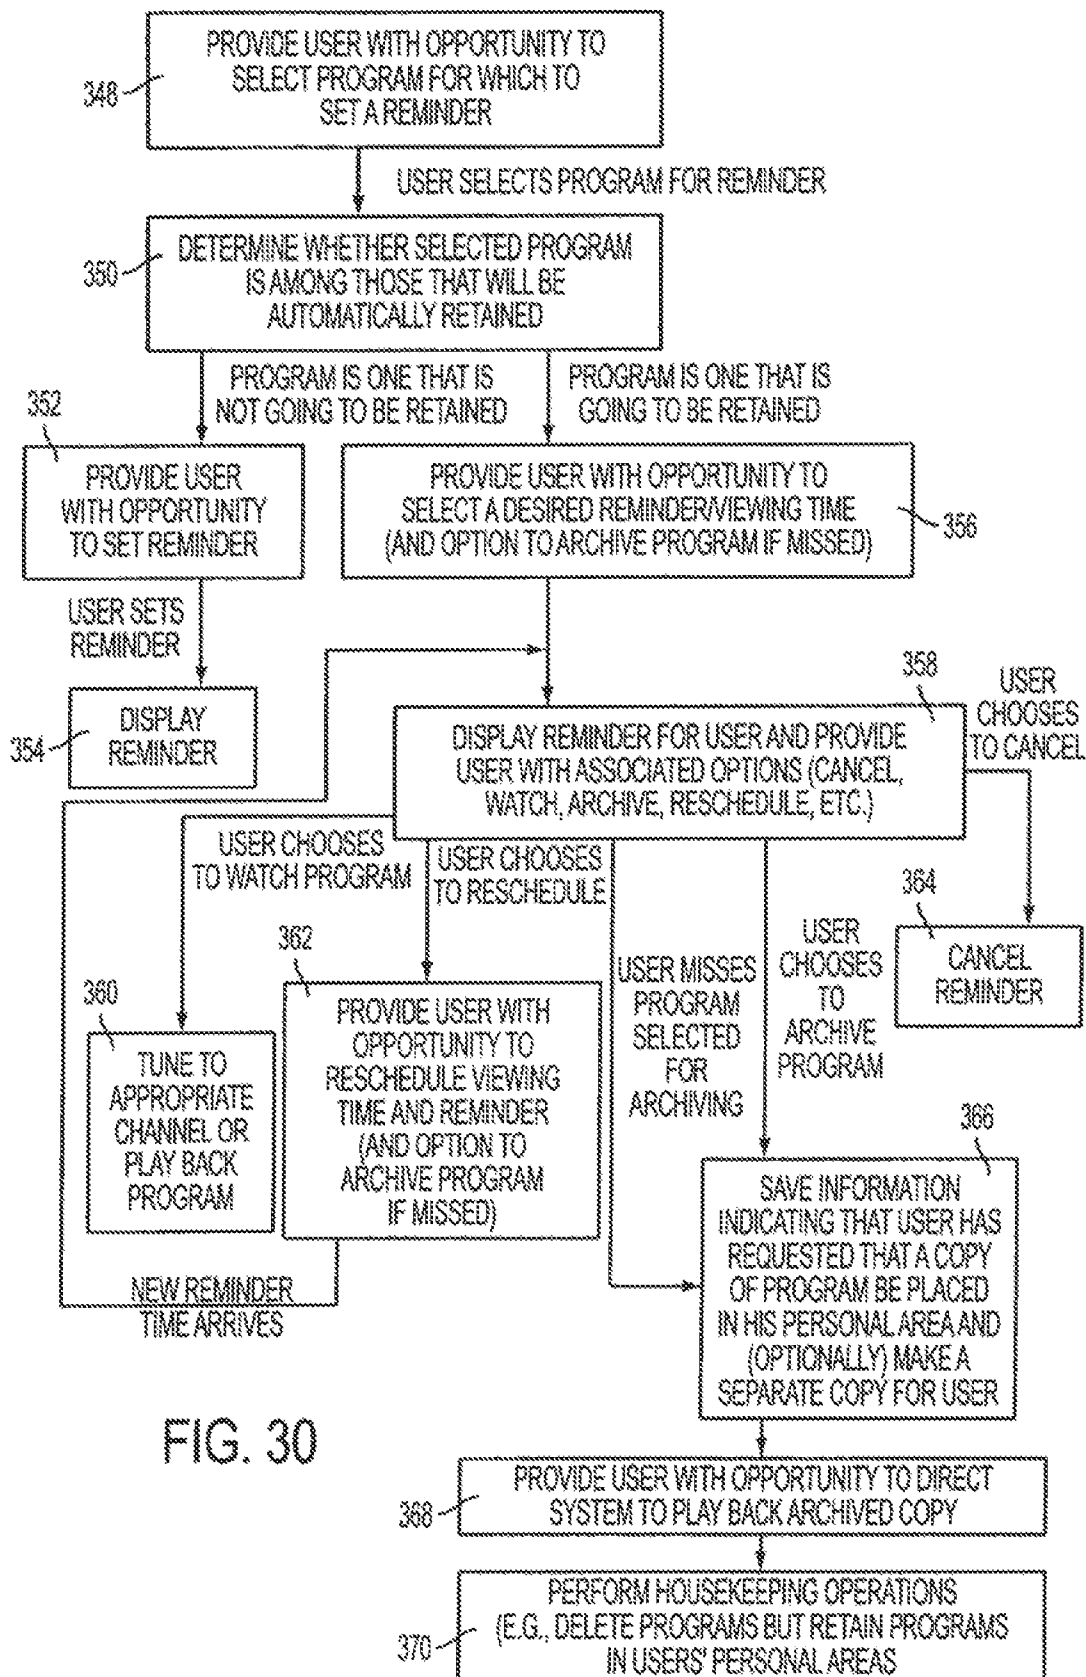 PROVIDE USER WITH OPPORTUNITY TO
SELECT PROGRAM FOR WHICH TO
SET A REMINDER
348
USER SELECTS PROGRAM FOR REMINDER
DETERMINE WHETHER SELECTED PROGRAM
IS AMONG THOSE THAT WILL BE
AUTOMATICALLY RETAINED
350
PROGRAM IS ONE THAT IS
NOT GOING TO BE RETAINED
PROGRAM IS ONE THAT IS
GOING TO BE RETAINED
352
PROVIDE USER
WITH OPPORTUNITY
TO SET REMINDER
PROVIDE USER WITH OPPORTUNITY TO
SELECT A DESIRED REMINDER/VIEWING TIME
(AND OPTION TO ARCHIVE PROGRAM IF MISSED)
356
USER SETS
REMINDER
DISPLAY
REMINDER
354
358
DISPLAY REMINDER FOR USER AND PROVIDE
USER WITH ASSOCIATED OPTIONS (CANCEL,
WATCH, ARCHIVE, RESCHEDULE, ETC.)
USER
CHOOSES
TO CANCEL
USER CHOOSES
TO WATCH PROGRAM
USER CHOOSES
TO RESCHEDULE
USER MISSES
PROGRAM
SELECTED
FOR
ARCHIVING
USER
CHOOSES
TO
ARCHIVE
PROGRAM
364
CANCEL
REMINDER
360
TUNE TO
APPROPRIATE
CHANNEL OR
PLAY BACK
PROGRAM
362
PROVIDE USER WITH
OPPORTUNITY TO
RESCHEDULE VIEWING
TIME AND REMINDER
(AND OPTION TO
ARCHIVE PROGRAM
IF MISSED)
NEW REMINDER
TIME ARRIVES
366
SAVE INFORMATION
INDICATING THAT USER HAS
REQUESTED THAT A COPY
OF PROGRAM BE PLACED
IN HIS PERSONAL AREA AND
(OPTIONALLY) MAKE A
SEPARATE COPY FOR USER
FIG. 30
PROVIDE USER WITH OPPORTUNITY TO DIRECT
SYSTEM TO PLAY BACK ARCHIVED COPY
368
PERFORM HOUSEKEEPING OPERATIONS
(E.G., DELETE PROGRAMS BUT RETAIN PROGRAMS
IN USERS' PERSONAL AREAS
370